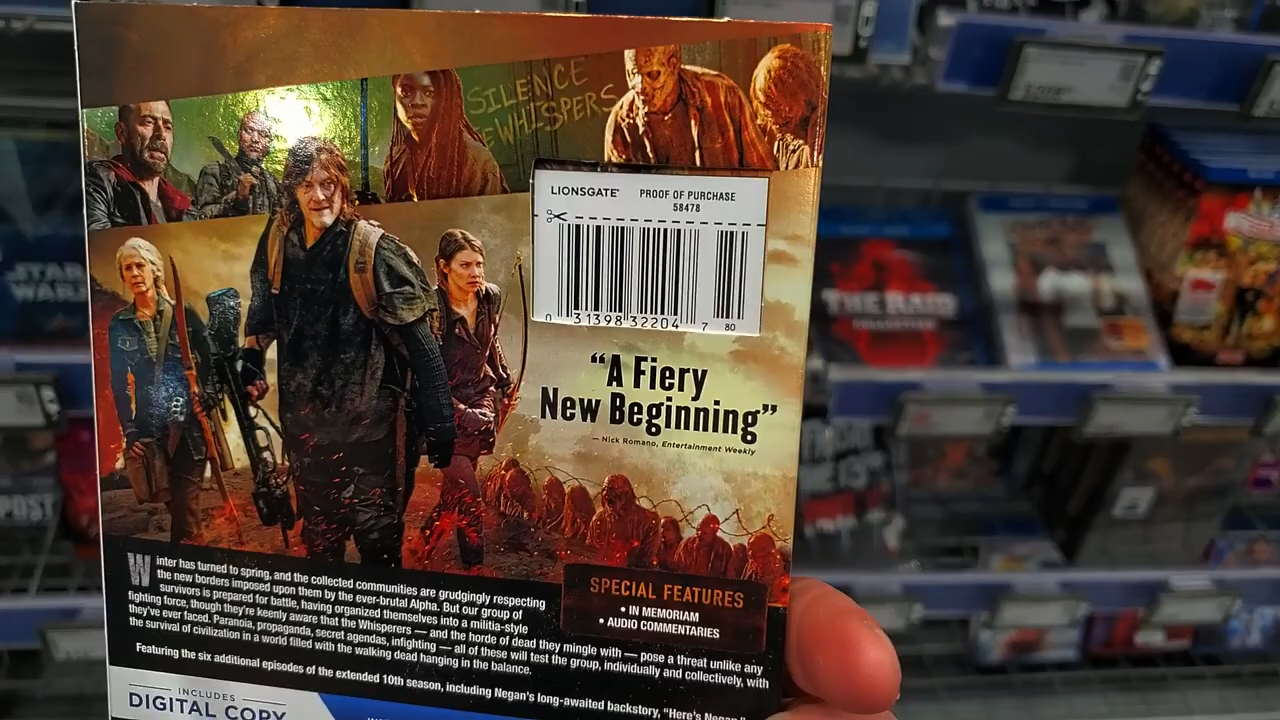 SILENCE
WHISPERS
LIONSGATE PROOF OF PURCHASE
58478
0 31398 32204 7 80
"A Fiery
New Beginning"
— Nick Romano, Entertainment Weekly
Winter has turned to spring, and the collected communities are grudgingly respecting
the new borders imposed upon them by the ever-brutal Alpha. But our group of
survivors is prepared for battle, having organized themselves into a militia-style
fighting force, though they're keenly aware that the Whisperers — and the horde of dead they mingle with — pose a threat unlike any
they've ever faced. Paranoia, propaganda, secret agendas, infighting — all of these will test the group, individually and collectively, with
the survival of civilization in a world filled with the walking dead hanging in the balance.
SPECIAL FEATURES
• IN MEMORIAM
• AUDIO COMMENTARIES
Featuring the six additional episodes of the extended 10th season, including Negan's long-awaited backstory, "Here's Negan."
INCLUDES
DIGITAL COPY
STAR
WARS
POST
THE RAID
COLLECTION